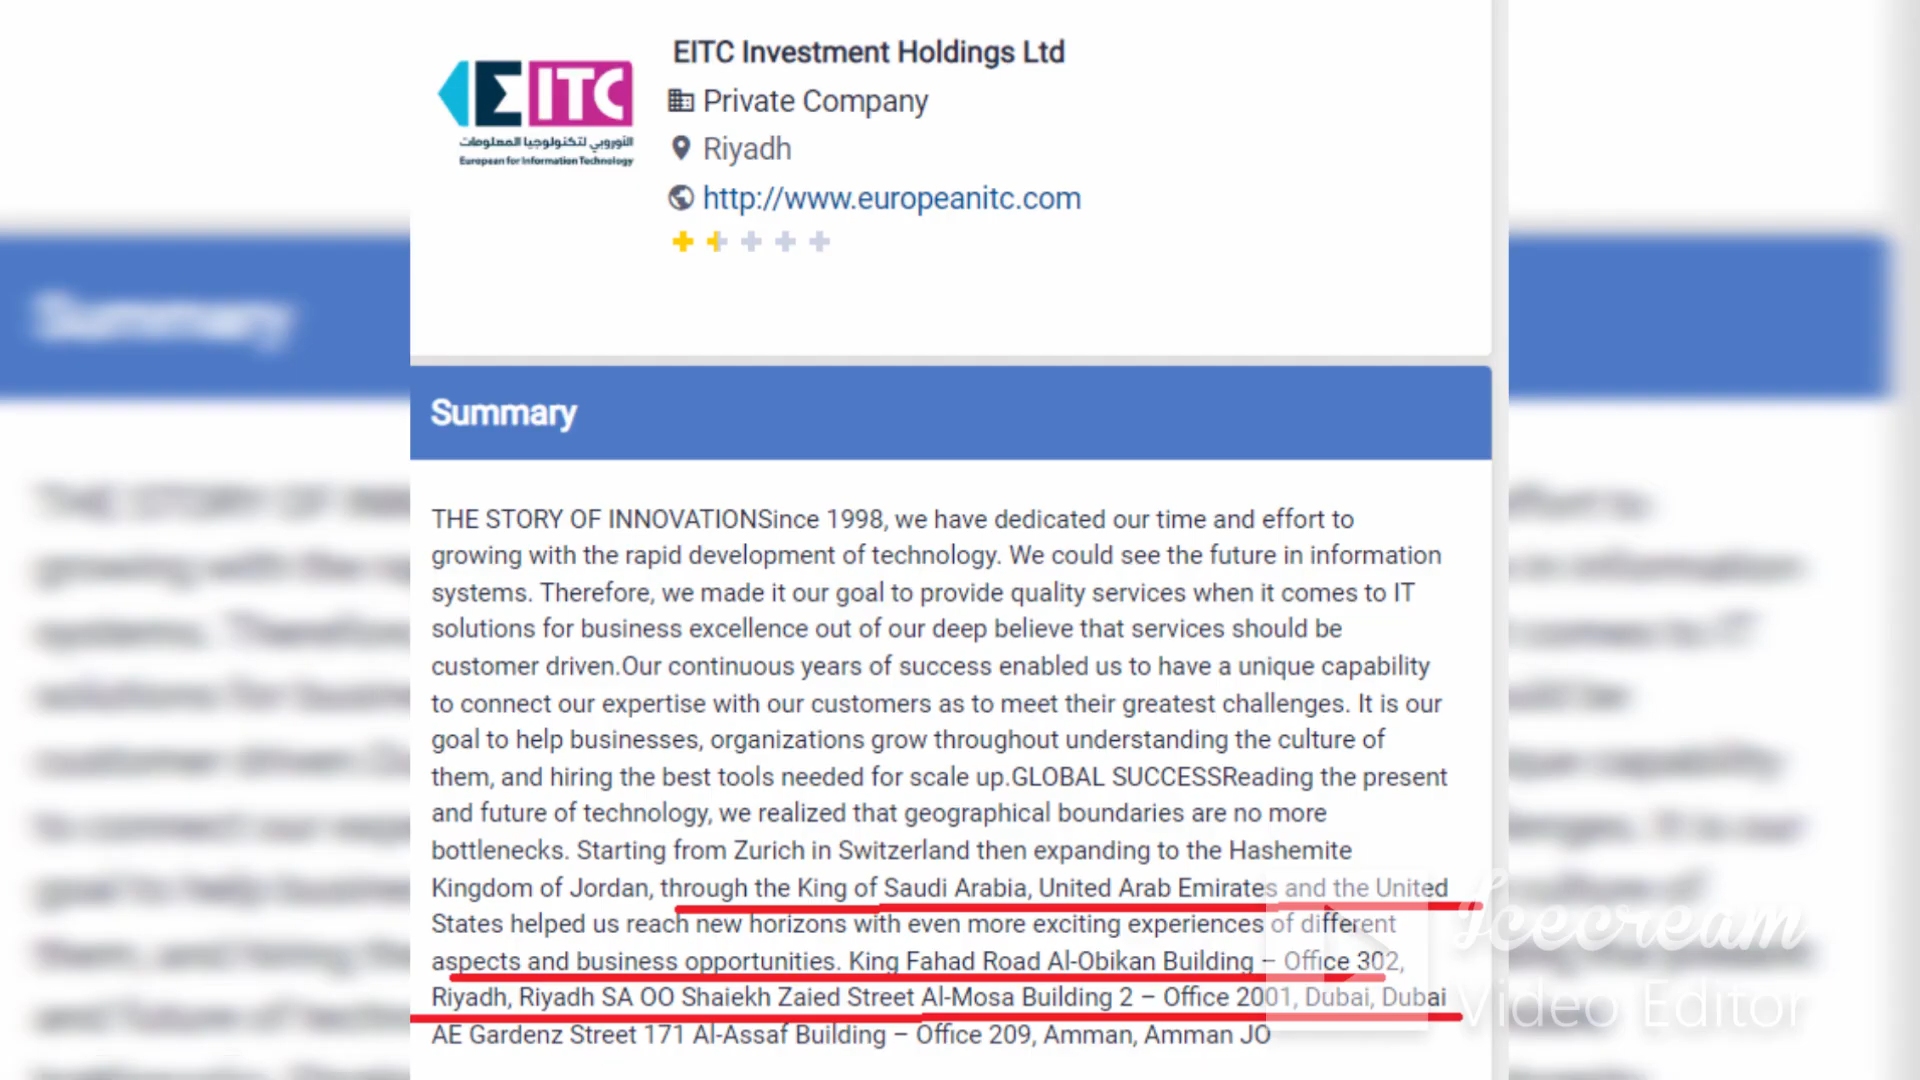 EITC Investment Holdings Ltd
EITC
Private Company
الأوروبي لتكنولوجيا المعلومات
Riyadh
European for Information Technology
http://www.europeanitc.com
Summary
Summary
THE STORY OF INNOVATIONSince 1998, we have dedicated our time and effort to
growing with the rapid development of technology. We could see the future in information
systems. Therefore, we made it our goal to provide quality services when it comes to IT
solutions for business excellence out of our deep believe that services should be
customer driven.Our continuous years of success enabled us to have a unique capability
to connect our expertise with our customers as to meet their greatest challenges. It is our
goal to help businesses, organizations grow throughout understanding the culture of
them, and hiring the best tools needed for scale up.GLOBAL SUCCESSReading the present
and future of technology, we realized that geographical boundaries are no more
bottlenecks. Starting from Zurich in Switzerland then expanding to the Hashemite
Kingdom of Jordan, through the King of Saudi Arabia, United Arab Emirates and the United
States helped us reach new horizons with even more exciting experiences of different
aspects and business opportunities. King Fahad Road Al-Obikan Building – Office 302,
Riyadh, Riyadh SA OO Shaiekh Zaied Street Al-Mosa Building 2 – Office 2001, Dubai, Dubai
AE Gardenz Street 171 Al-Assaf Building – Office 209, Amman, Amman JO
Icecream
Video Editor